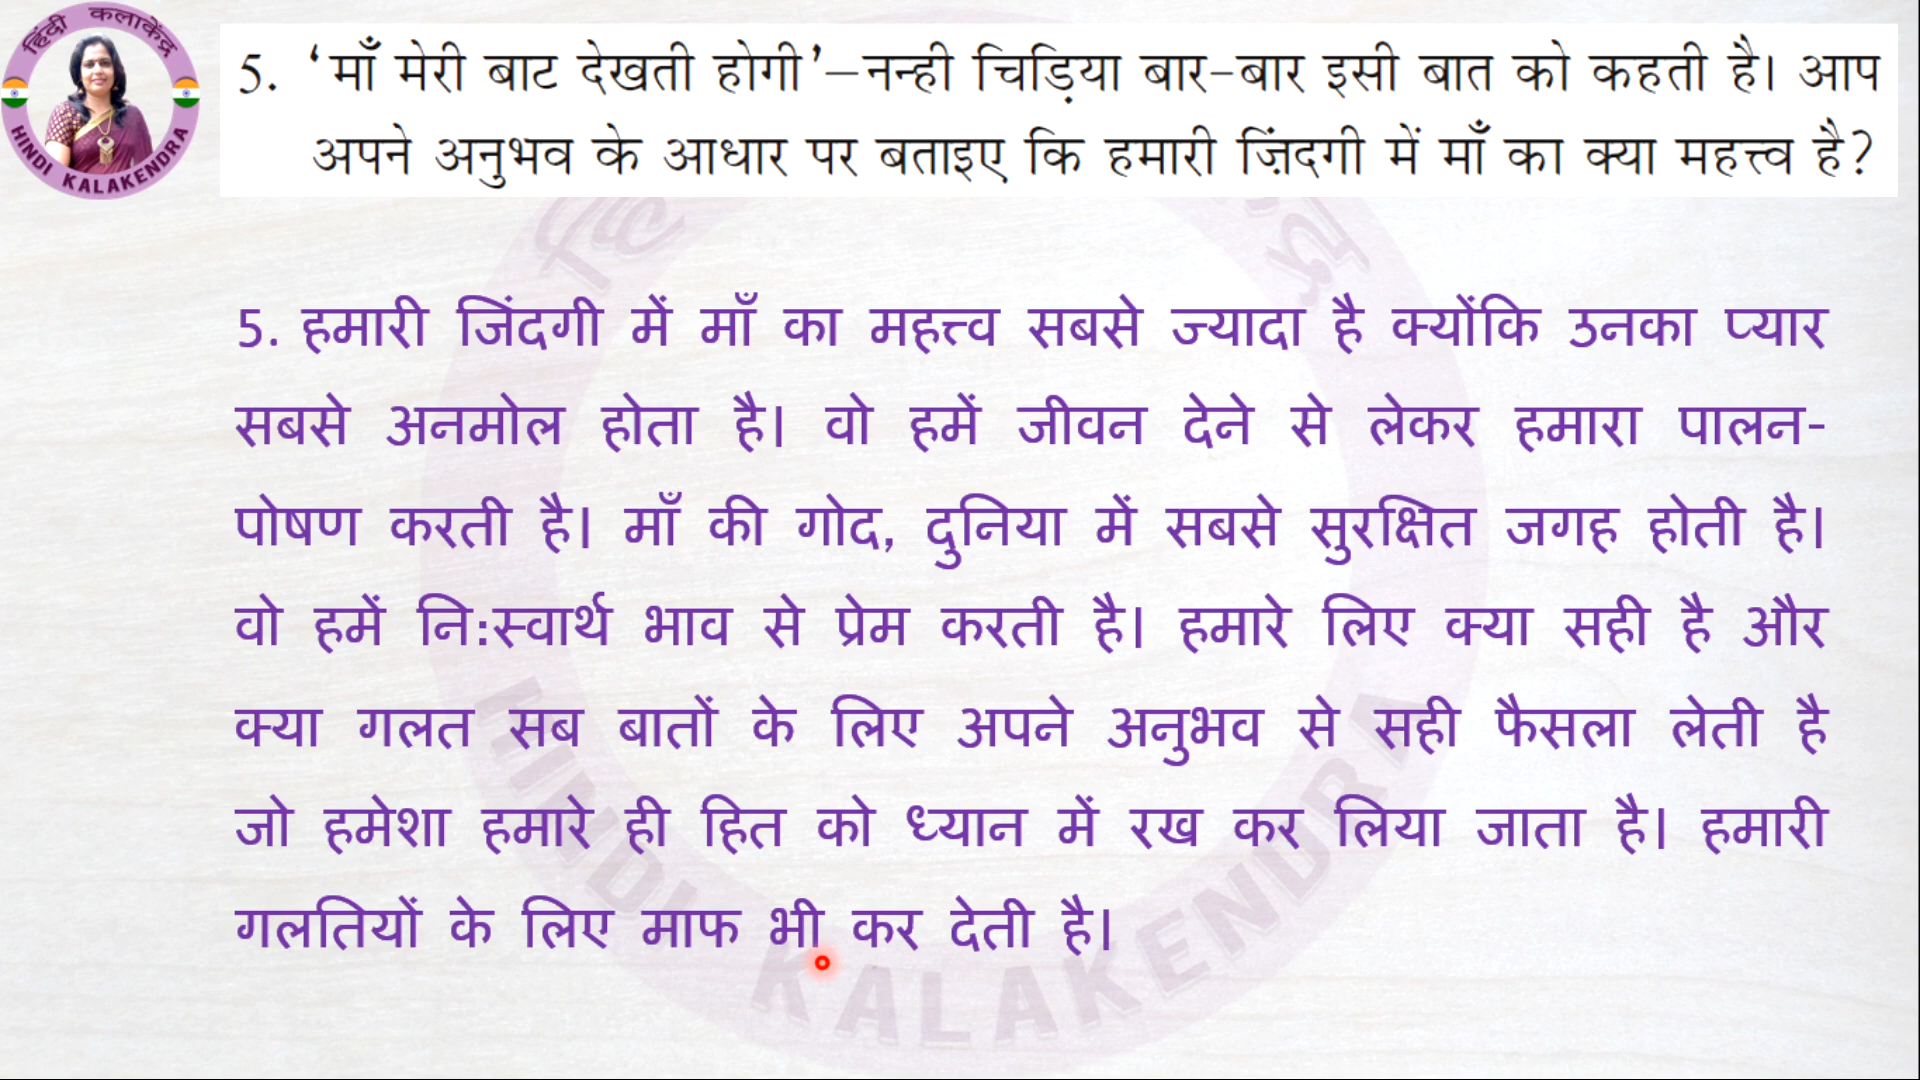 हिंदी कलाकेंद्र
HINDI KALAKENDRA
5. ‘माँ मेरी बाट देखती होगी’–नन्ही चिड़िया बार-बार इसी बात को कहती है। आप
अपने अनुभव के आधार पर बताइए कि हमारी ज़िंदगी में माँ का क्या महत्त्व है?
5. हमारी जिंदगी में माँ का महत्त्व सबसे ज्यादा है क्योंकि उनका प्यार
सबसे अनमोल होता है। वो हमें जीवन देने से लेकर हमारा पालन-
पोषण करती है। माँ की गोद, दुनिया में सबसे सुरक्षित जगह होती है।
वो हमें नि:स्वार्थ भाव से प्रेम करती है। हमारे लिए क्या सही है और
क्या गलत सब बातों के लिए अपने अनुभव से सही फैसला लेती है
जो हमेशा हमारे ही हित को ध्यान में रख कर लिया जाता है। हमारी
गलतियों के लिए माफ भी कर देती है।
HINDI KALAKENDRA